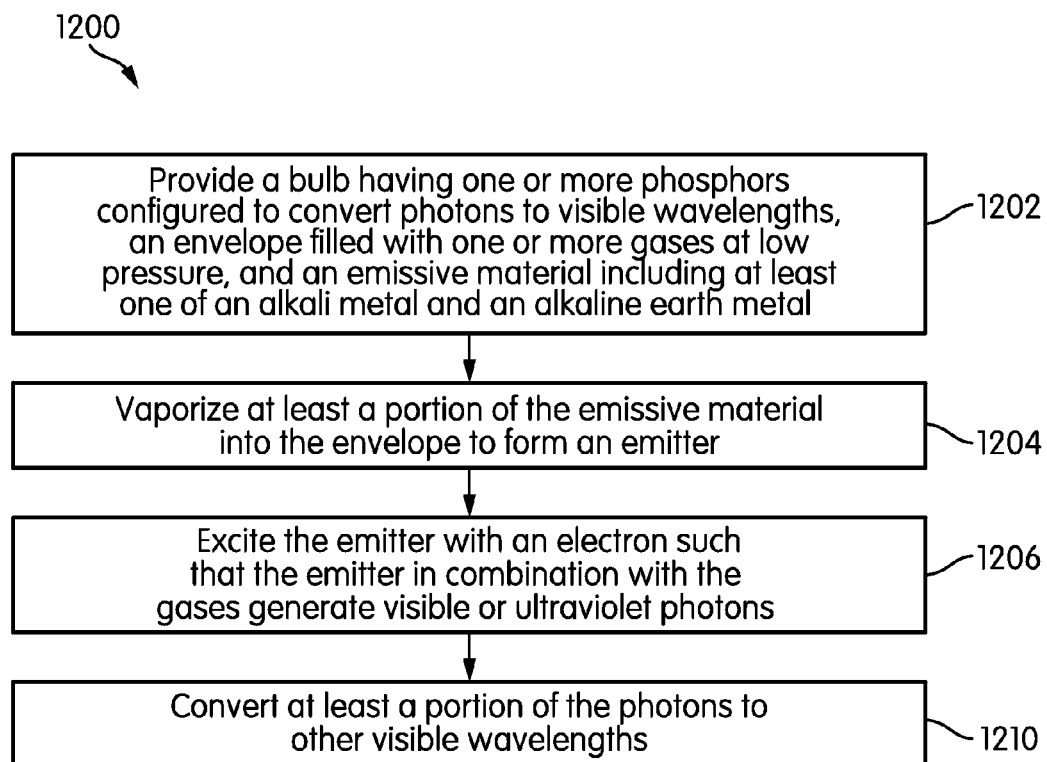 1200
Provide a bulb having one or more phosphors
configured to convert photons to visible wavelengths,
an envelope filled with one or more gases at low
pressure, and an emissive material including at least
one of an alkali metal and an alkaline earth metal
1202
Vaporize at least a portion of the emissive material
into the envelope to form an emitter
1204
Excite the emitter with an electron such
that the emitter in combination with the
gases generate visible or ultraviolet photons
1206
Convert at least a portion of the photons to
other visible wavelengths
1210